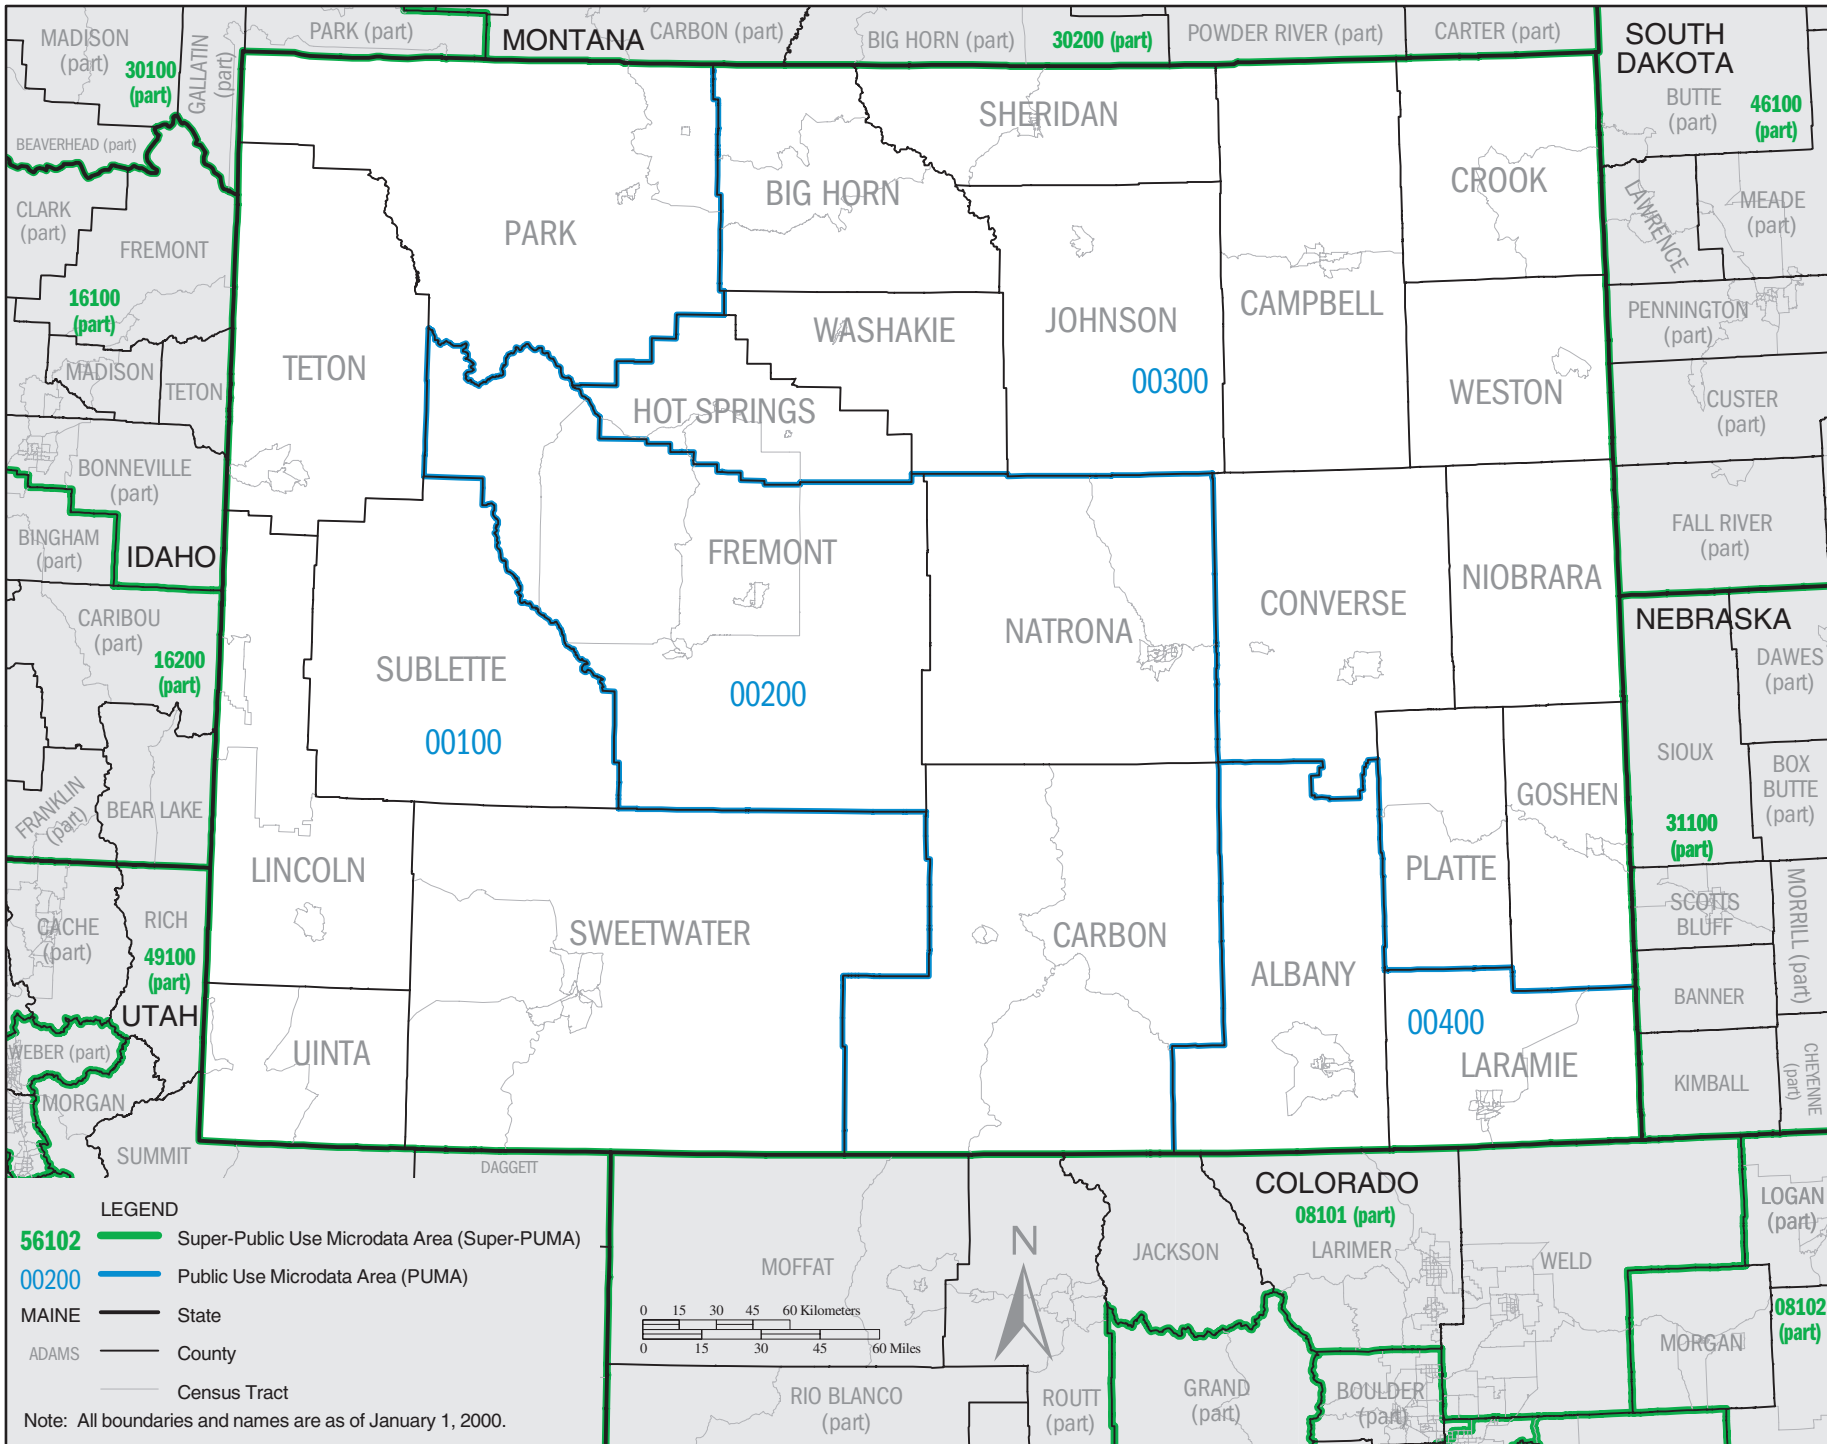 MADISON
(part)
30100
(part)
GALLATIN
(part)
PARK (part)
MONTANA
CARBON (part)
BIG HORN (part)
30200 (part)
POWDER RIVER (part)
CARTER (part)
SOUTH
DAKOTA
BUTTE
(part)
46100
(part)
BEAVERHEAD (part)
SHERIDAN
CROOK
BIG HORN
PARK
CLARK
(part)
FREMONT
LAWRENCE
MEADE
(part)
16100
(part)
WASHAKIE
JOHNSON
CAMPBELL
PENNINGTON
(part)
MADISON
TETON
TETON
00300
WESTON
HOT SPRINGS
CUSTER
(part)
BONNEVILLE
(part)
BINGHAM
(part)
IDAHO
FREMONT
FALL RIVER
(part)
NIOBRARA
CONVERSE
NATRONA
CARIBOU
(part)
16200
(part)
SUBLETTE
NEBRASKA
DAWES
(part)
00200
00100
SIOUX
BOX
BUTTE
(part)
FRANKLIN
(part)
BEAR LAKE
GOSHEN
31100
(part)
LINCOLN
PLATTE
MORRILL (part)
CACHE
(part)
RICH
49100
(part)
SWEETWATER
CARBON
SCOTTS
BLUFF
ALBANY
UTAH
BANNER
00400
WEBER (part)
UINTA
LARAMIE
KIMBALL
CHEYENNE
(part)
MORGAN
SUMMIT
DAGGETT
COLORADO
08101 (part)
LOGAN
(part)
LEGEND
56102 Super-Public Use Microdata Area (Super-PUMA)
00200 Public Use Microdata Area (PUMA)
MAINE State
ADAMS County
Census Tract
Note: All boundaries and names are as of January 1, 2000.
MOFFAT
N
JACKSON
LARIMER
WELD
0 15 30 45 60 Kilometers
0 15 30 45 60 Miles
08102
(part)
MORGAN
RIO BLANCO
(part)
ROUTT
(part)
GRAND
(part)
BOULDER
(part)